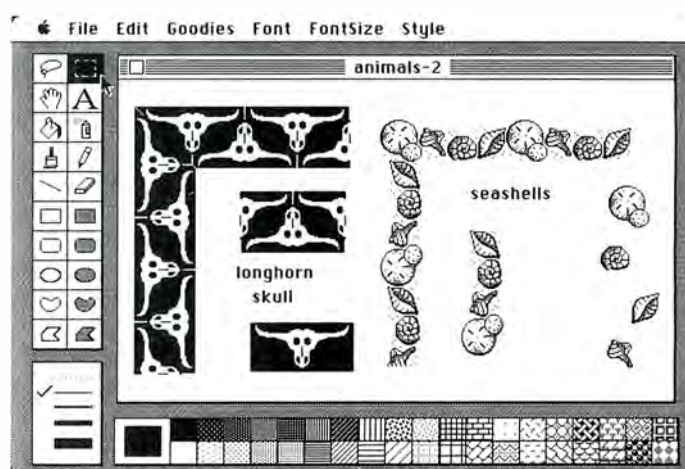 File Edit Goodies Font FontSize Style
animals-2
A
seashells
longhorn
skull